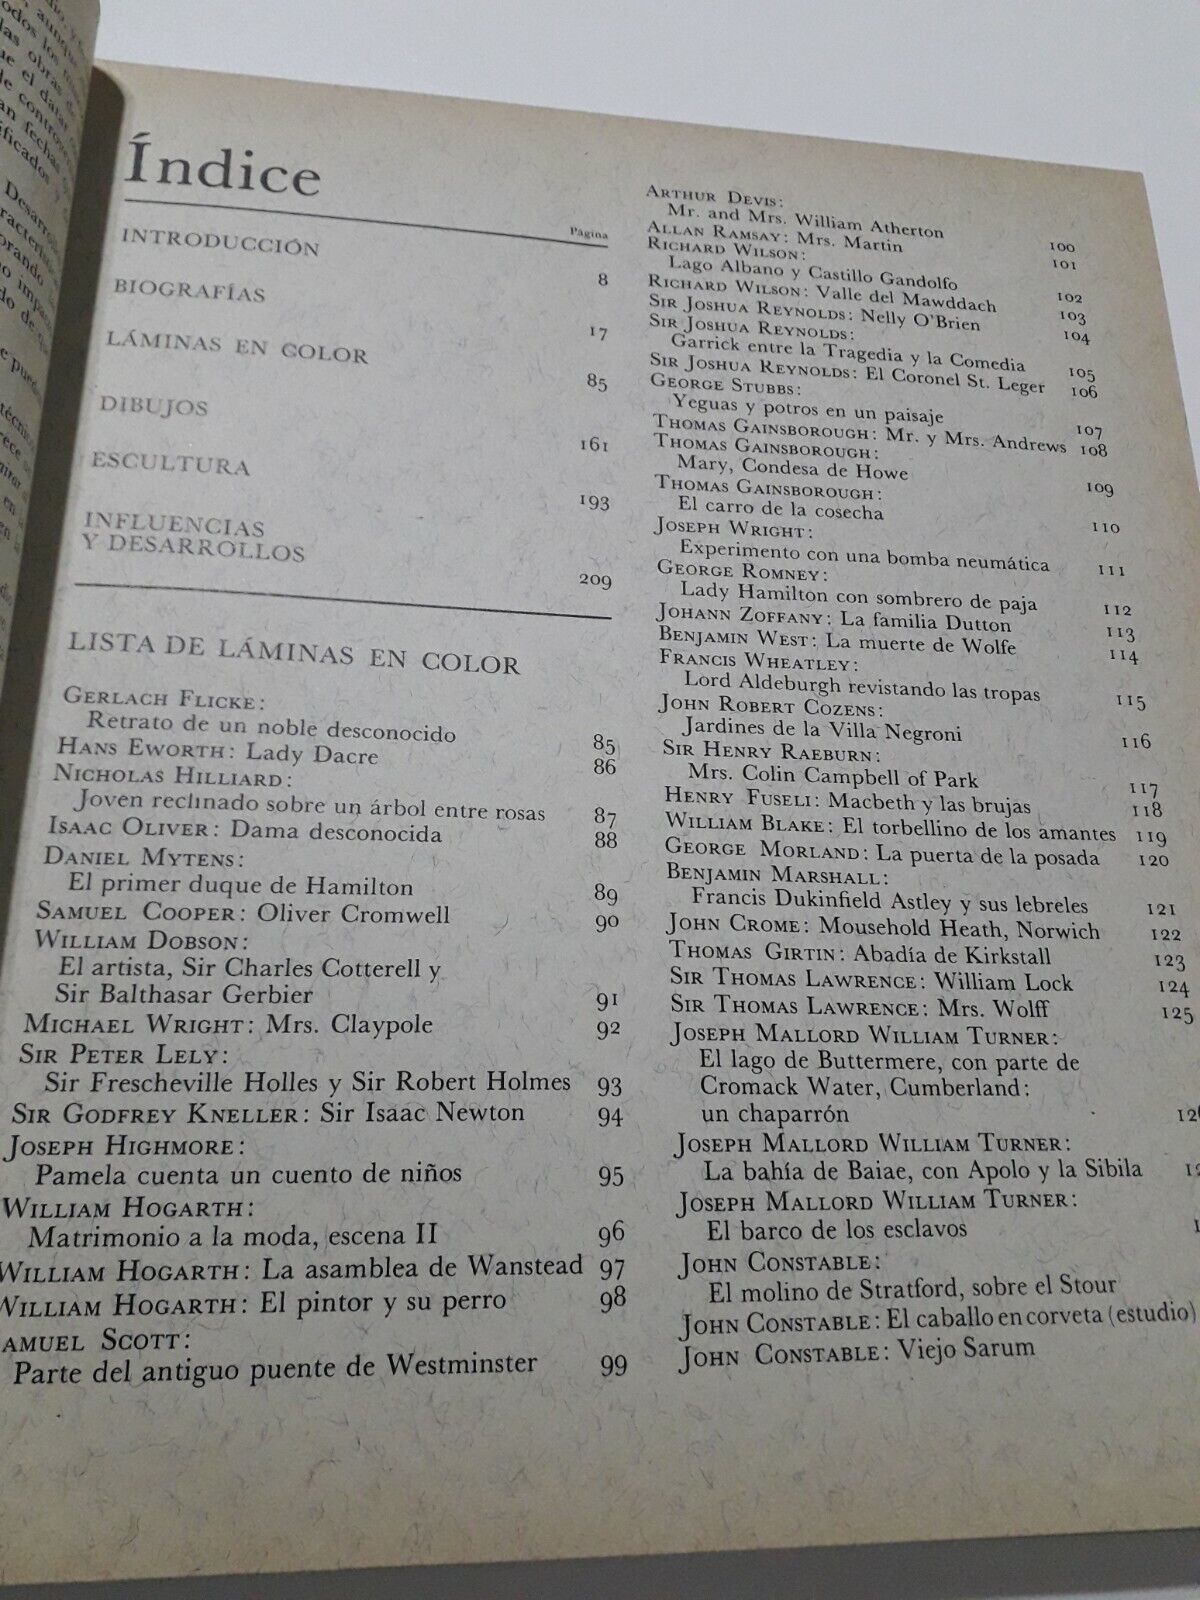 Índice
Página
INTRODUCCIÓN 8
BIOGRAFÍAS 17
LÁMINAS EN COLOR 85
DIBUJOS 161
ESCULTURA 193
INFLUENCIAS
Y DESARROLLOS 209
LISTA DE LÁMINAS EN COLOR
GERLACH FLICKE:
Retrato de un noble desconocido 85
HANS EWORTH: Lady Dacre 86
NICHOLAS HILLIARD:
Joven reclinado sobre un árbol entre rosas 87
ISAAC OLIVER: Dama desconocida 88
DANIEL MYTENS:
El primer duque de Hamilton 89
SAMUEL COOPER: Oliver Cromwell 90
WILLIAM DOBSON:
El artista, Sir Charles Cotterell y
Sir Balthasar Gerbier 91
MICHAEL WRIGHT: Mrs. Claypole 92
SIR PETER LELY:
Sir Frescheville Holles y Sir Robert Holmes 93
SIR GODFREY KNELLER: Sir Isaac Newton 94
JOSEPH HIGHMORE:
Pamela cuenta un cuento de niños 95
WILLIAM HOGARTH:
Matrimonio a la moda, escena II 96
WILLIAM HOGARTH: La asamblea de Wanstead 97
WILLIAM HOGARTH: El pintor y su perro 98
AMUEL SCOTT:
Parte del antiguo puente de Westminster 99
ARTHUR DEVIS:
Mr. and Mrs. William Atherton 100
ALLAN RAMSAY: Mrs. Martin 101
RICHARD WILSON:
Lago Albano y Castillo Gandolfo 102
RICHARD WILSON: Valle del Mawddach 103
SIR JOSHUA REYNOLDS: Nelly O'Brien 104
SIR JOSHUA REYNOLDS:
Garrick entre la Tragedia y la Comedia 105
SIR JOSHUA REYNOLDS: El Coronel St. Leger 106
GEORGE STUBBS:
Yeguas y potros en un paisaje 107
THOMAS GAINSBOROUGH: Mr. y Mrs. Andrews 108
THOMAS GAINSBOROUGH:
Mary, Condesa de Howe 109
THOMAS GAINSBOROUGH:
El carro de la cosecha 110
JOSEPH WRIGHT:
Experimento con una bomba neumática 111
GEORGE ROMNEY:
Lady Hamilton con sombrero de paja 112
JOHANN ZOFFANY: La familia Dutton 113
BENJAMIN WEST: La muerte de Wolfe 114
FRANCIS WHEATLEY:
Lord Aldeburgh revistando las tropas 115
JOHN ROBERT COZENS:
Jardines de la Villa Negroni 116
SIR HENRY RAEBURN:
Mrs. Colin Campbell of Park 117
HENRY FUSELI: Macbeth y las brujas 118
WILLIAM BLAKE: El torbellino de los amantes 119
GEORGE MORLAND: La puerta de la posada 120
BENJAMIN MARSHALL:
Francis Dukinfield Astley y sus lebreles 121
JOHN CROME: Mousehold Heath, Norwich 122
THOMAS GIRTIN: Abadía de Kirkstall 123
SIR THOMAS LAWRENCE: William Lock 124
SIR THOMAS LAWRENCE: Mrs. Wolff 125
JOSEPH MALLORD WILLIAM TURNER:
El lago de Buttermere, con parte de
Cromack Water, Cumberland:
un chaparrón
JOSEPH MALLORD WILLIAM TURNER:
La bahía de Baiae, con Apolo y la Sibila
JOSEPH MALLORD WILLIAM TURNER:
El barco de los esclavos
JOHN CONSTABLE:
El molino de Stratford, sobre el Stour
JOHN CONSTABLE: El caballo en corveta (estudio)
JOHN CONSTABLE: Viejo Sarum